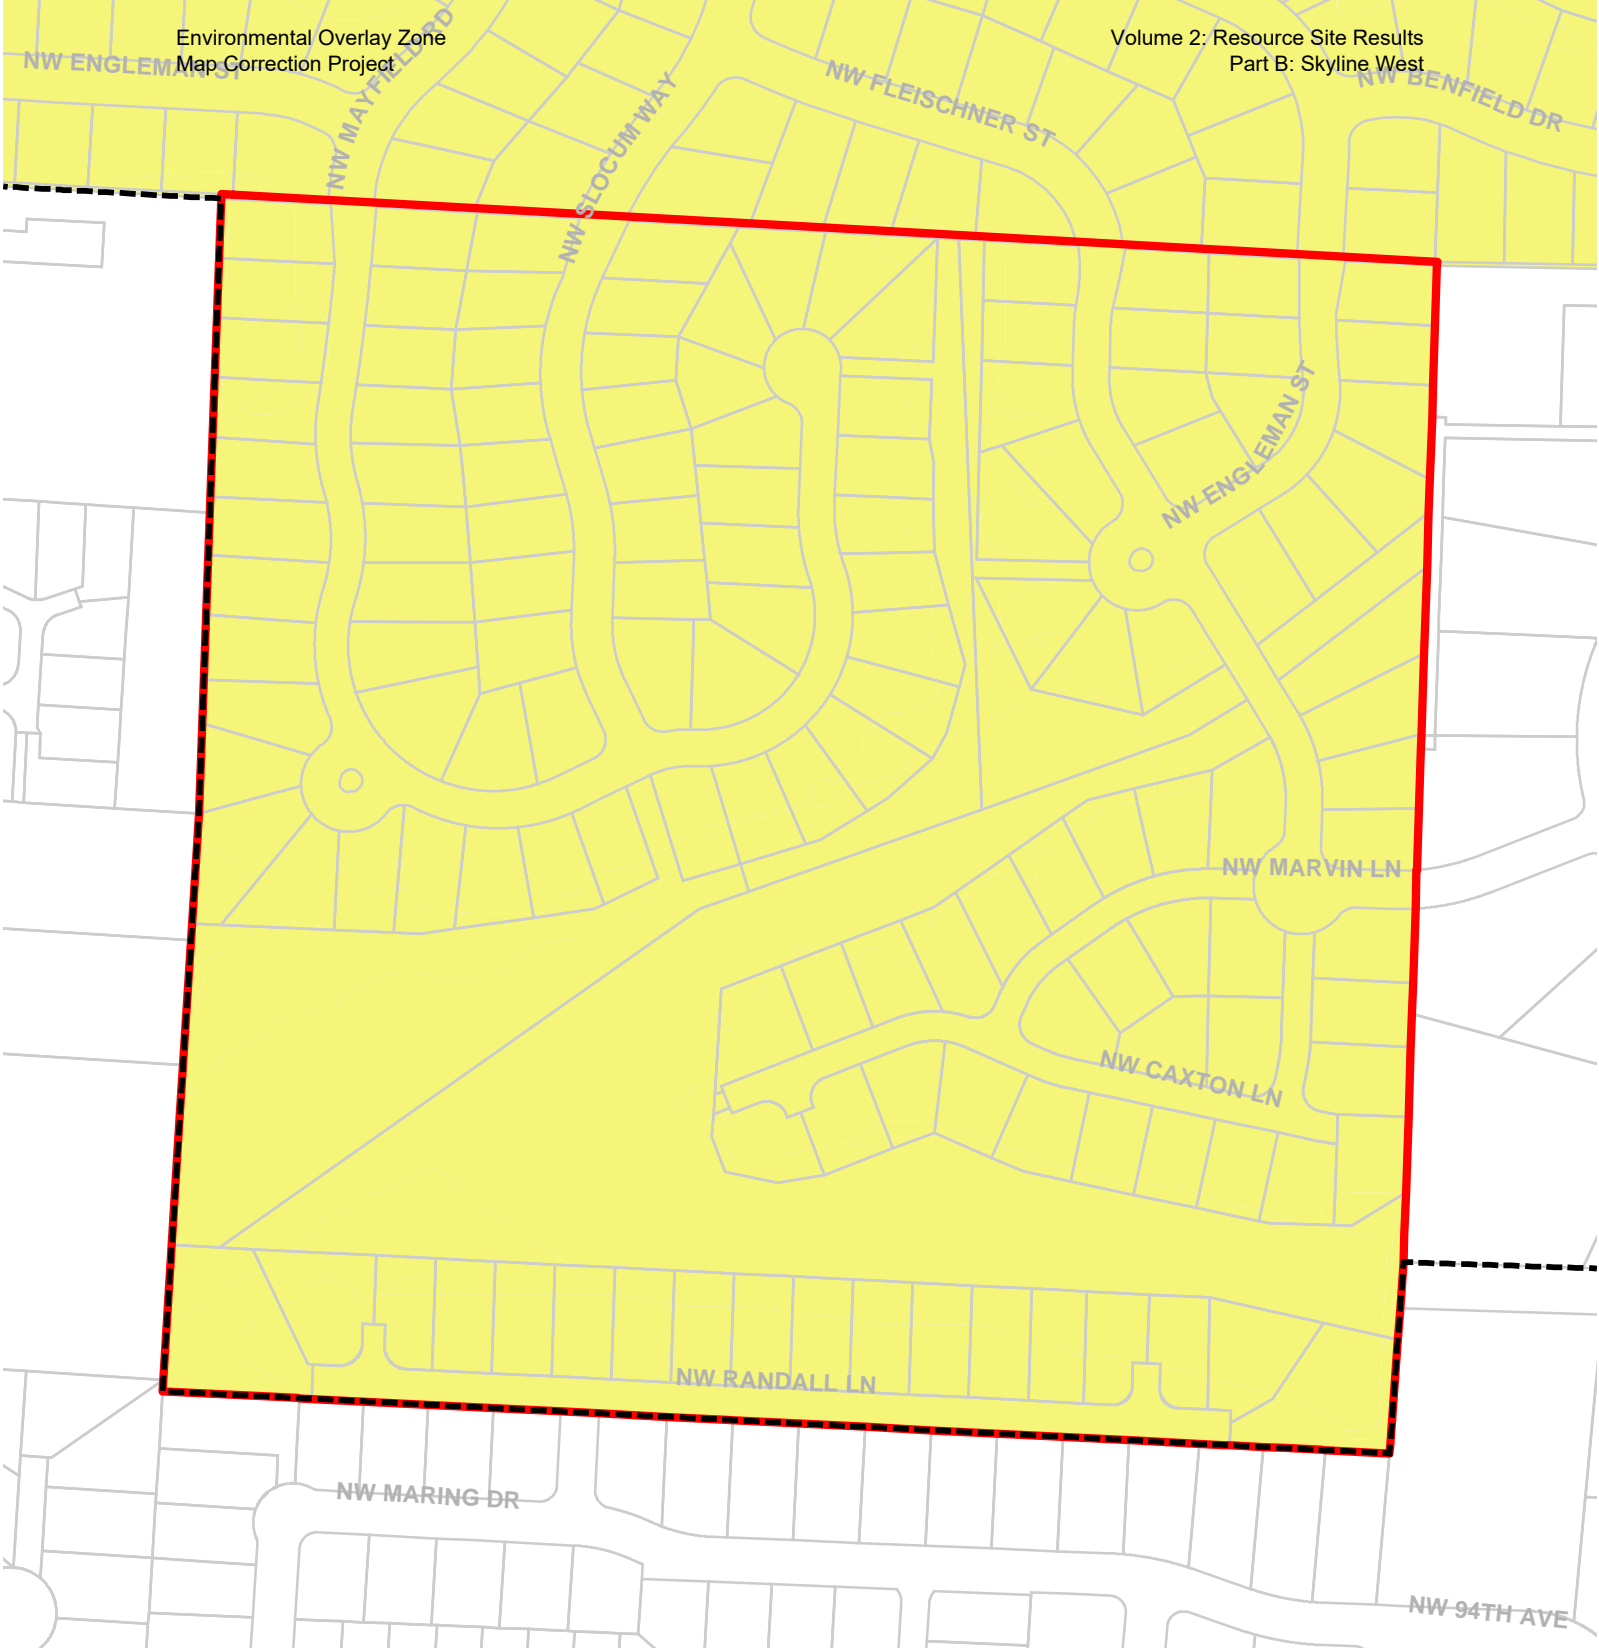 Environmental Overlay Zone
Map Correction Project
Volume 2: Resource Site Results
Part B: Skyline West
NW ENGLEMAN ST
NW MAYFIELD RD
NW SLOCUM WAY
NW FLEISCHNER ST
NW BENFIELD DR
NW ENGLEMAN ST
NW MARVIN LN
NW CAXTON LN
NW RANDALL LN
NW MARING DR
NW 94TH AVE